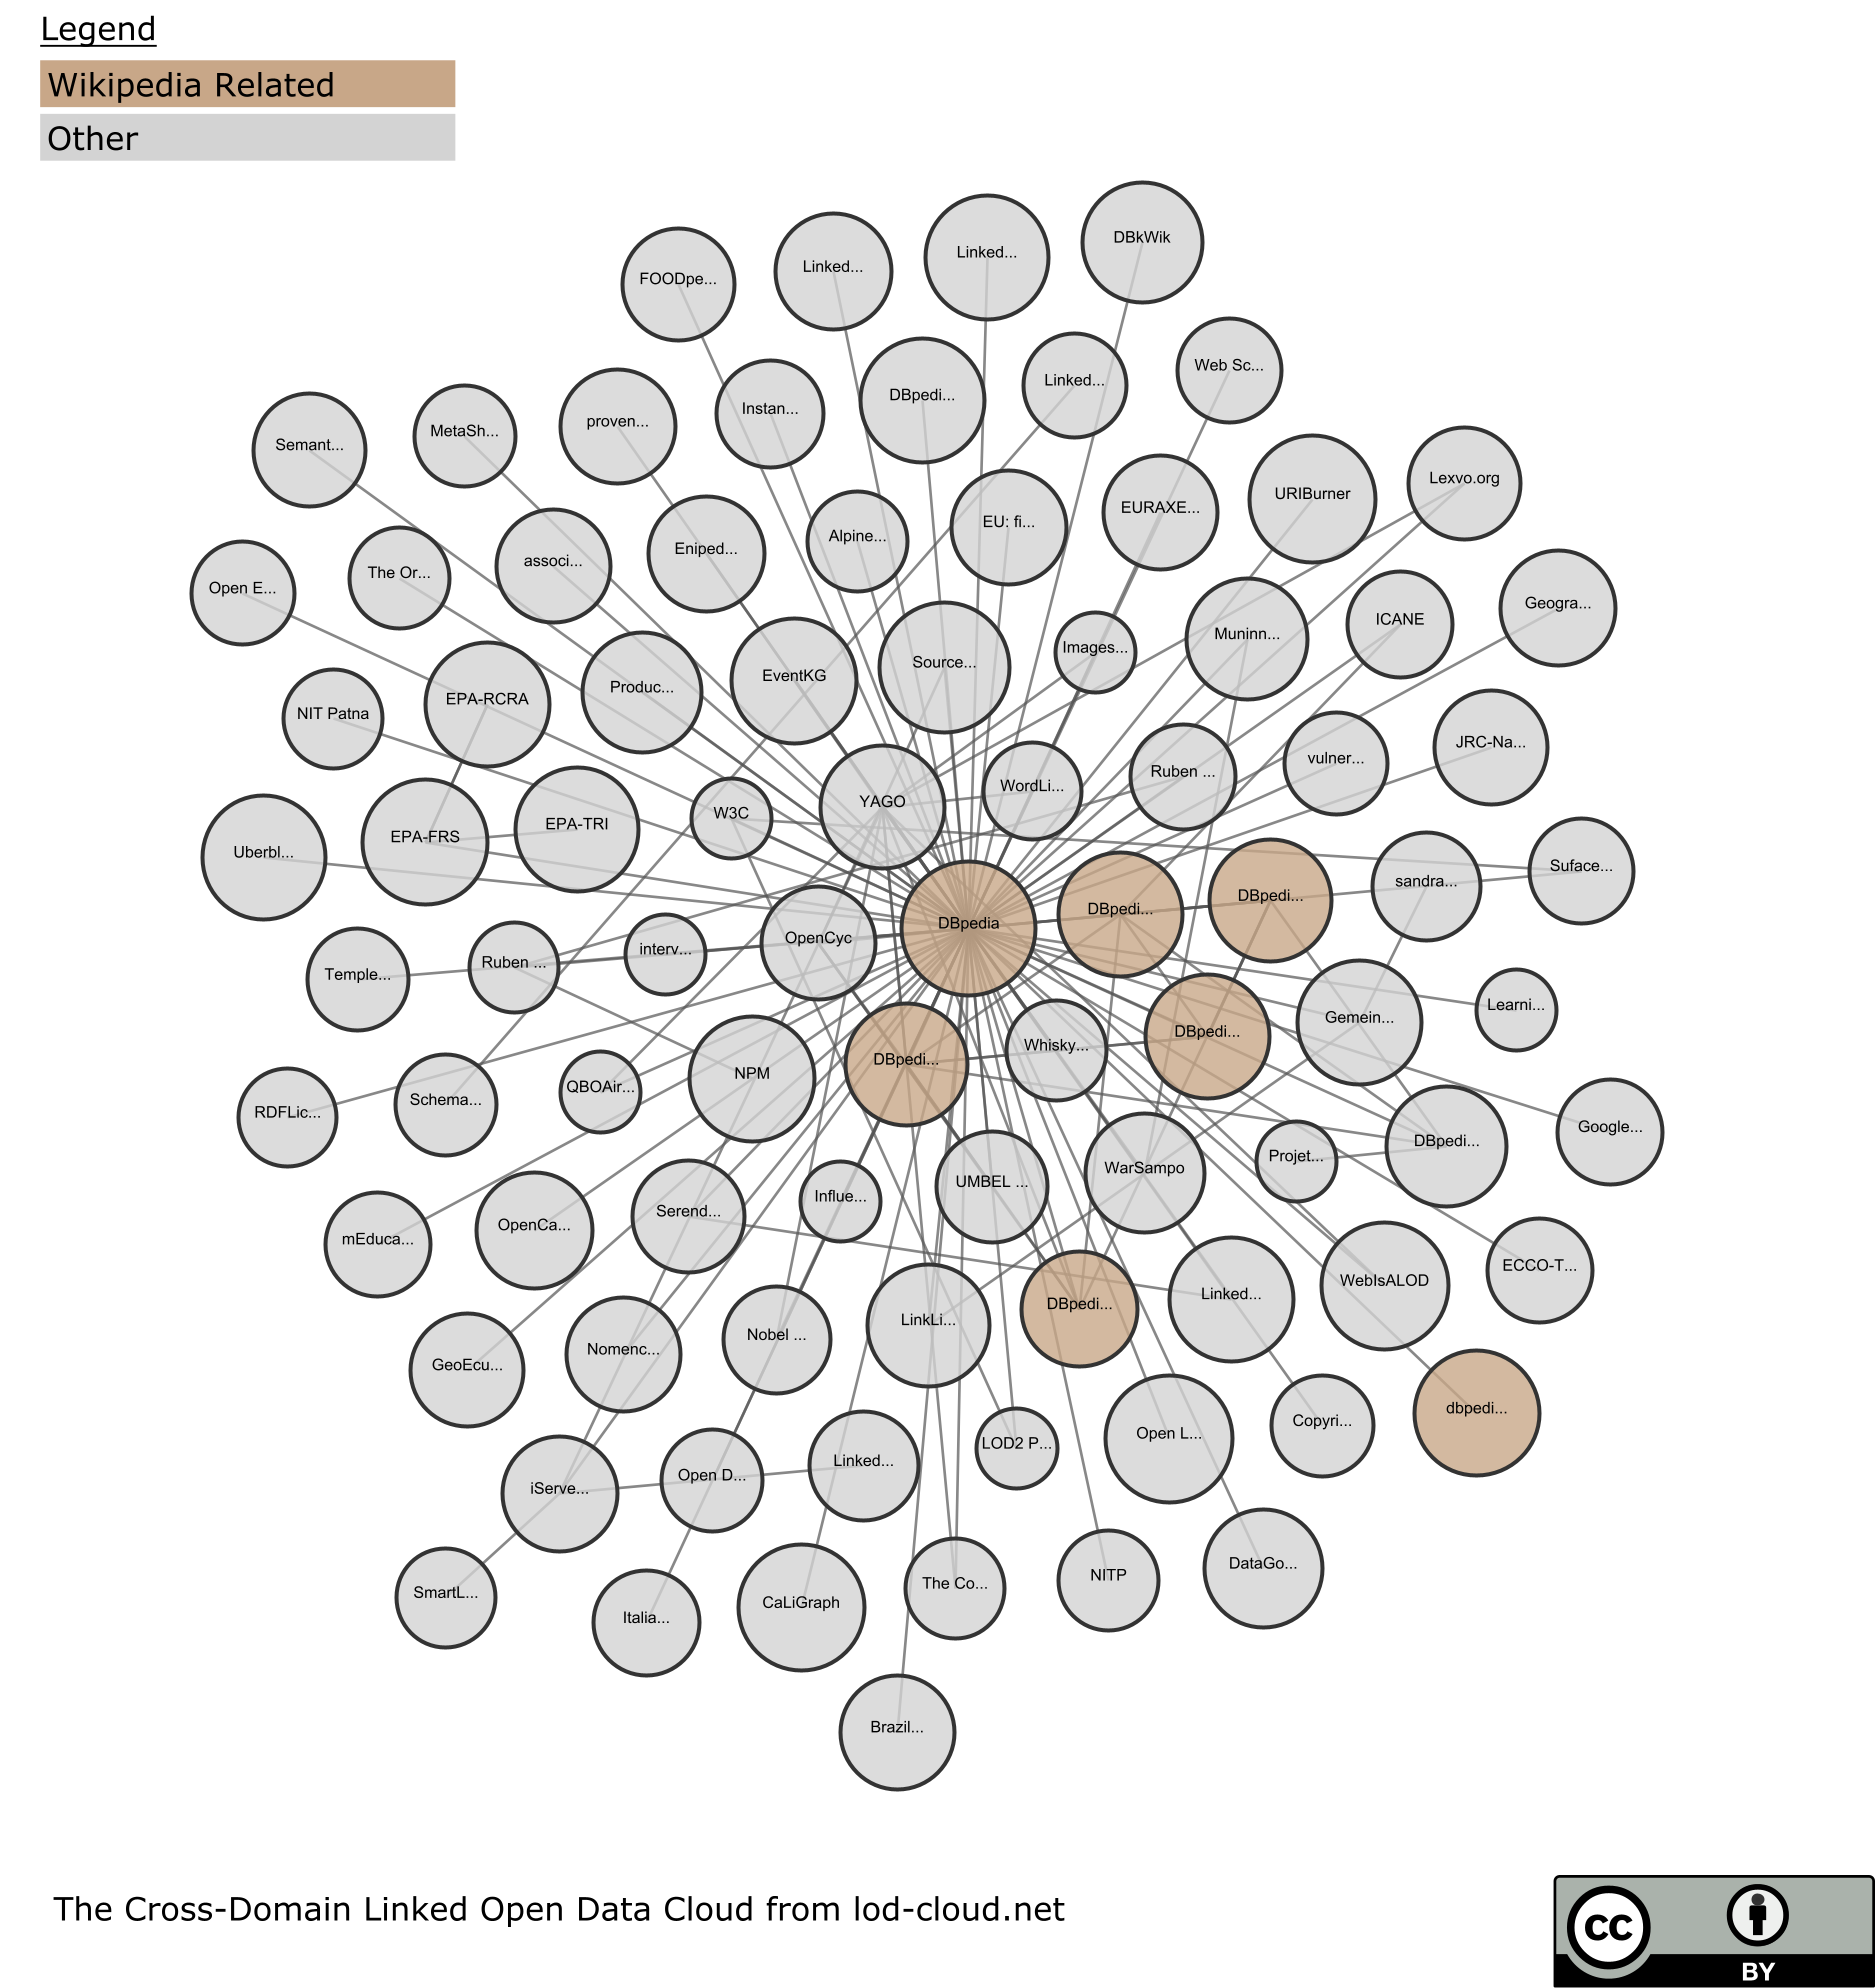 Legend
Wikipedia Related
Other
DBkWik
Linked...
Linked...
FOODpe...
Web Sc...
Linked...
DBpedi...
Instan...
proven...
MetaSh...
Semant...
Lexvo.org
URIBurner
EURAXE...
EU: fi...
Alpine...
Eniped...
associ...
The Or...
Open E...
Geogra...
ICANE
Muninn...
Images...
Source...
EventKG
Produc...
EPA-RCRA
NIT Patna
JRC-Na...
vulner...
Ruben ...
WordLi...
YAGO
W3C
EPA-TRI
EPA-FRS
Uberbl...
Suface...
sandra...
DBpedi...
DBpedi...
DBpedia
OpenCyc
interv...
Ruben ...
Temple...
Learni...
Gemein...
DBpedi...
Whisky...
DBpedi...
NPM
QBOAir...
Schema...
RDFLic...
Google...
DBpedi...
Projet...
WarSampo
UMBEL ...
Influe...
Serend...
OpenCa...
mEduca...
ECCO-T...
WebIsALOD
Linked...
DBpedi...
LinkLi...
Nobel ...
Nomenc...
GeoEcu...
dbpedi...
Copyri...
Open L...
LOD2 P...
Linked...
Open D...
iServe...
DataGo...
NITP
The Co...
CaLiGraph
Italia...
SmartL...
Brazil...
The Cross-Domain Linked Open Data Cloud from lod-cloud.net
cc
BY